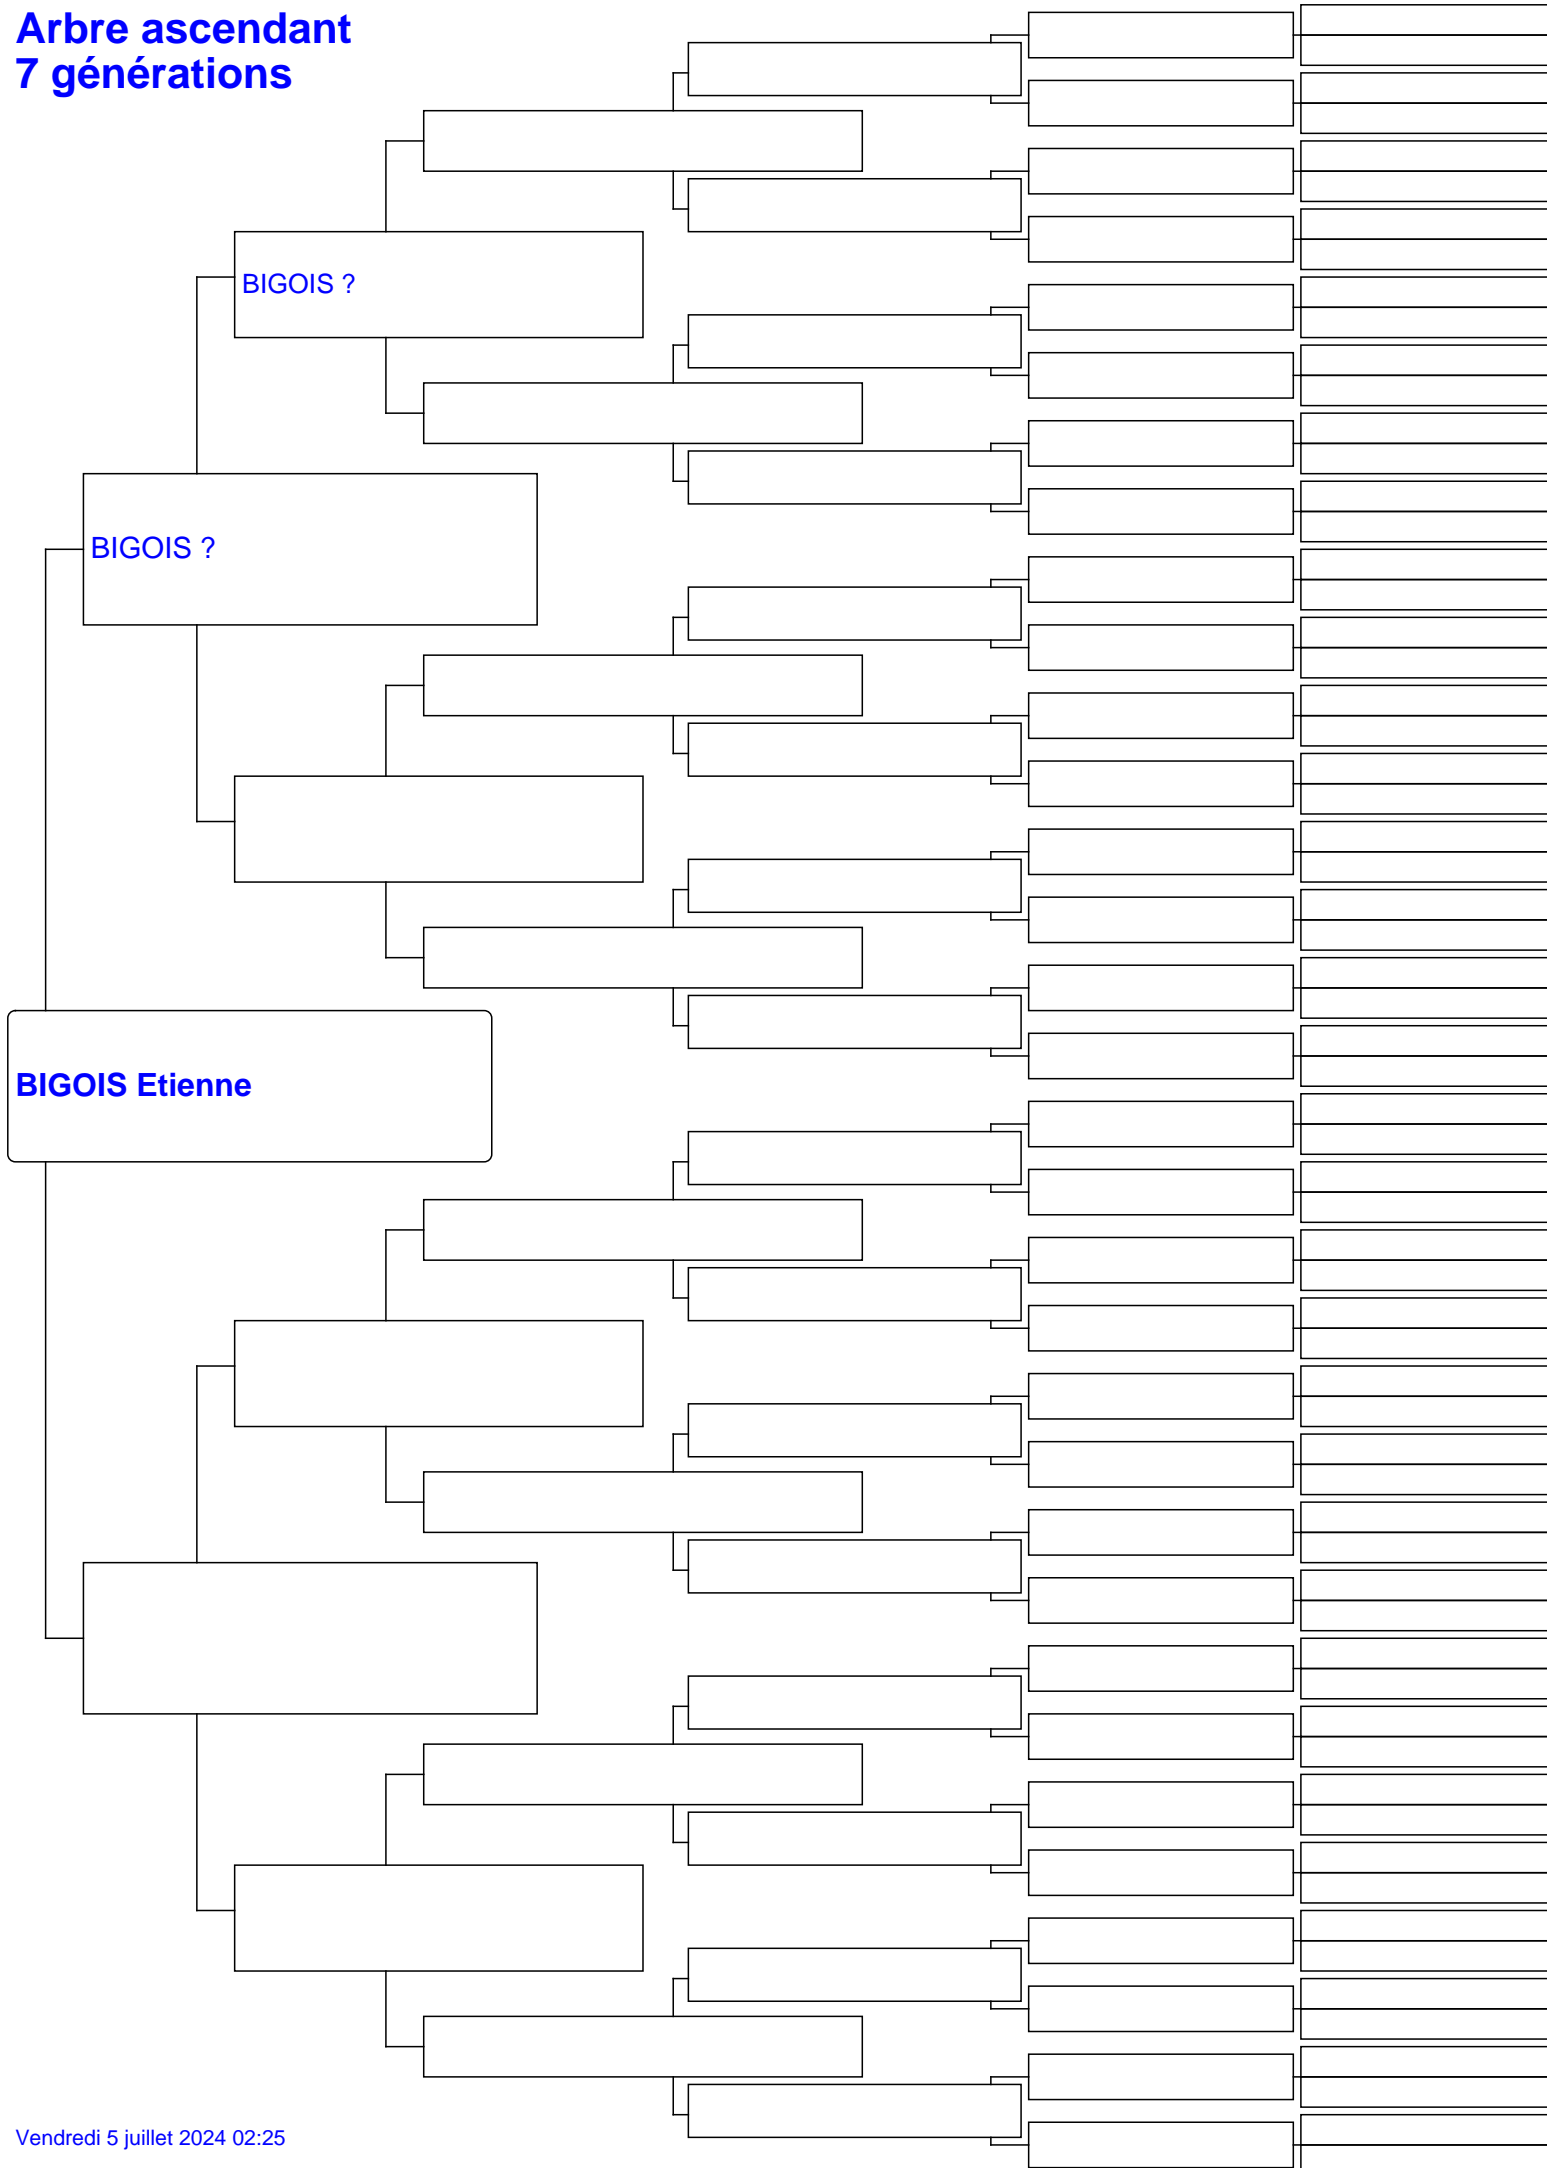 Arbre ascendant
7 générations
BIGOIS ?
BIGOIS ?
BIGOIS Etienne
Vendredi 5 juillet 2024 02:25